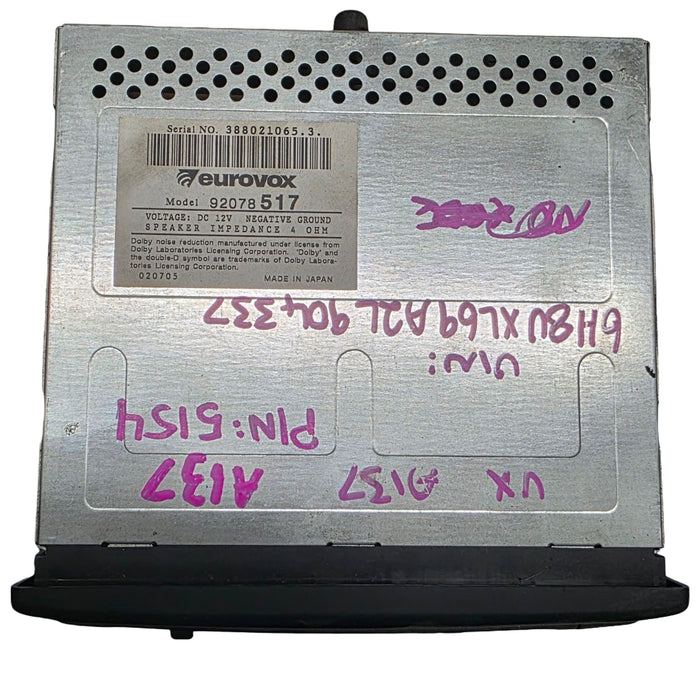 Serial NO. 388021065.3.
eurovox
Model 92078 517
VOLTAGE: DC 12V NEGATIVE GROUND
SPEAKER IMPEDANCE 4 OHM
Dolby noise reduction manufactured under license from
Dolby Laboratories Licensing Corporation. 'Dolby' and
the double-D symbol are trademarks of Dolby Labora-
tories Licensing Corporation.
020705 MADE IN JAPAN
VX A137 A137
PIN: 5154
VIN:
6H8VXL69A2L904337
NO